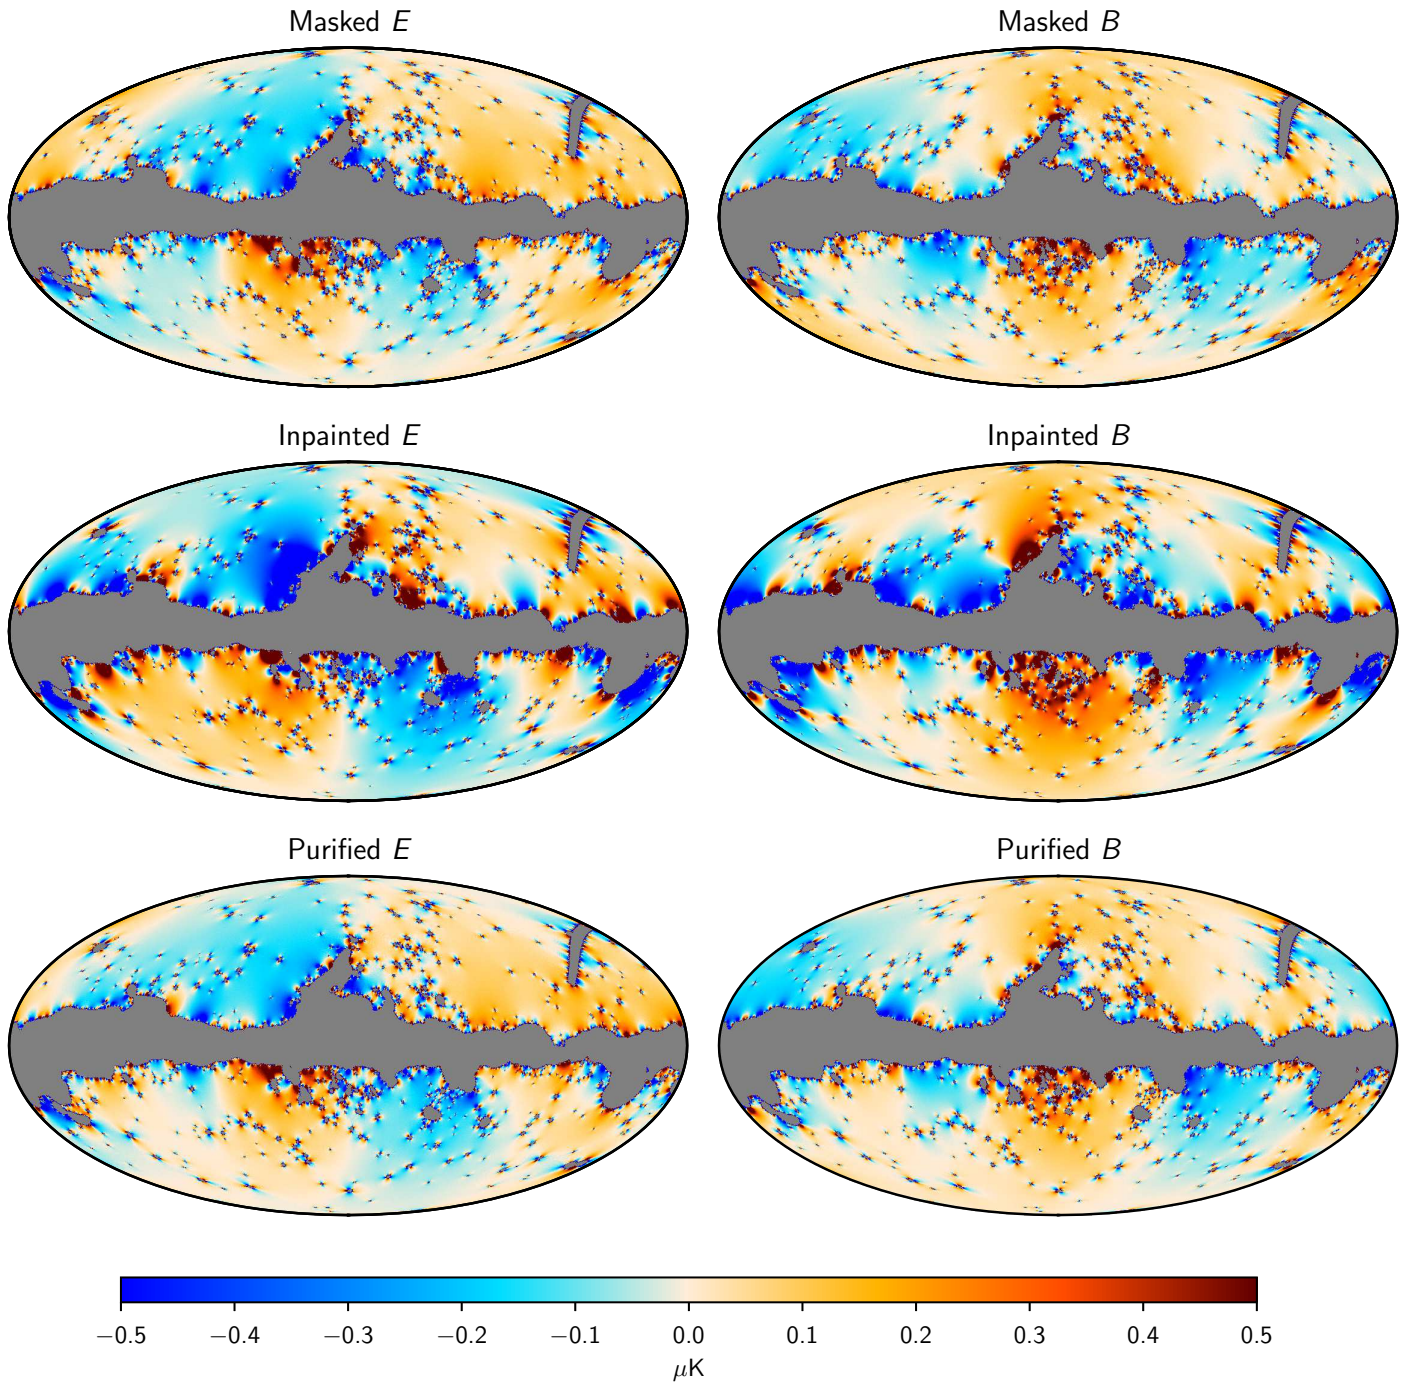 Masked E
Masked B
Inpainted E
Inpainted B
Purified E
Purified B
−0.5 −0.4 −0.3 −0.2 −0.1 0.0 0.1 0.2 0.3 0.4 0.5
μK